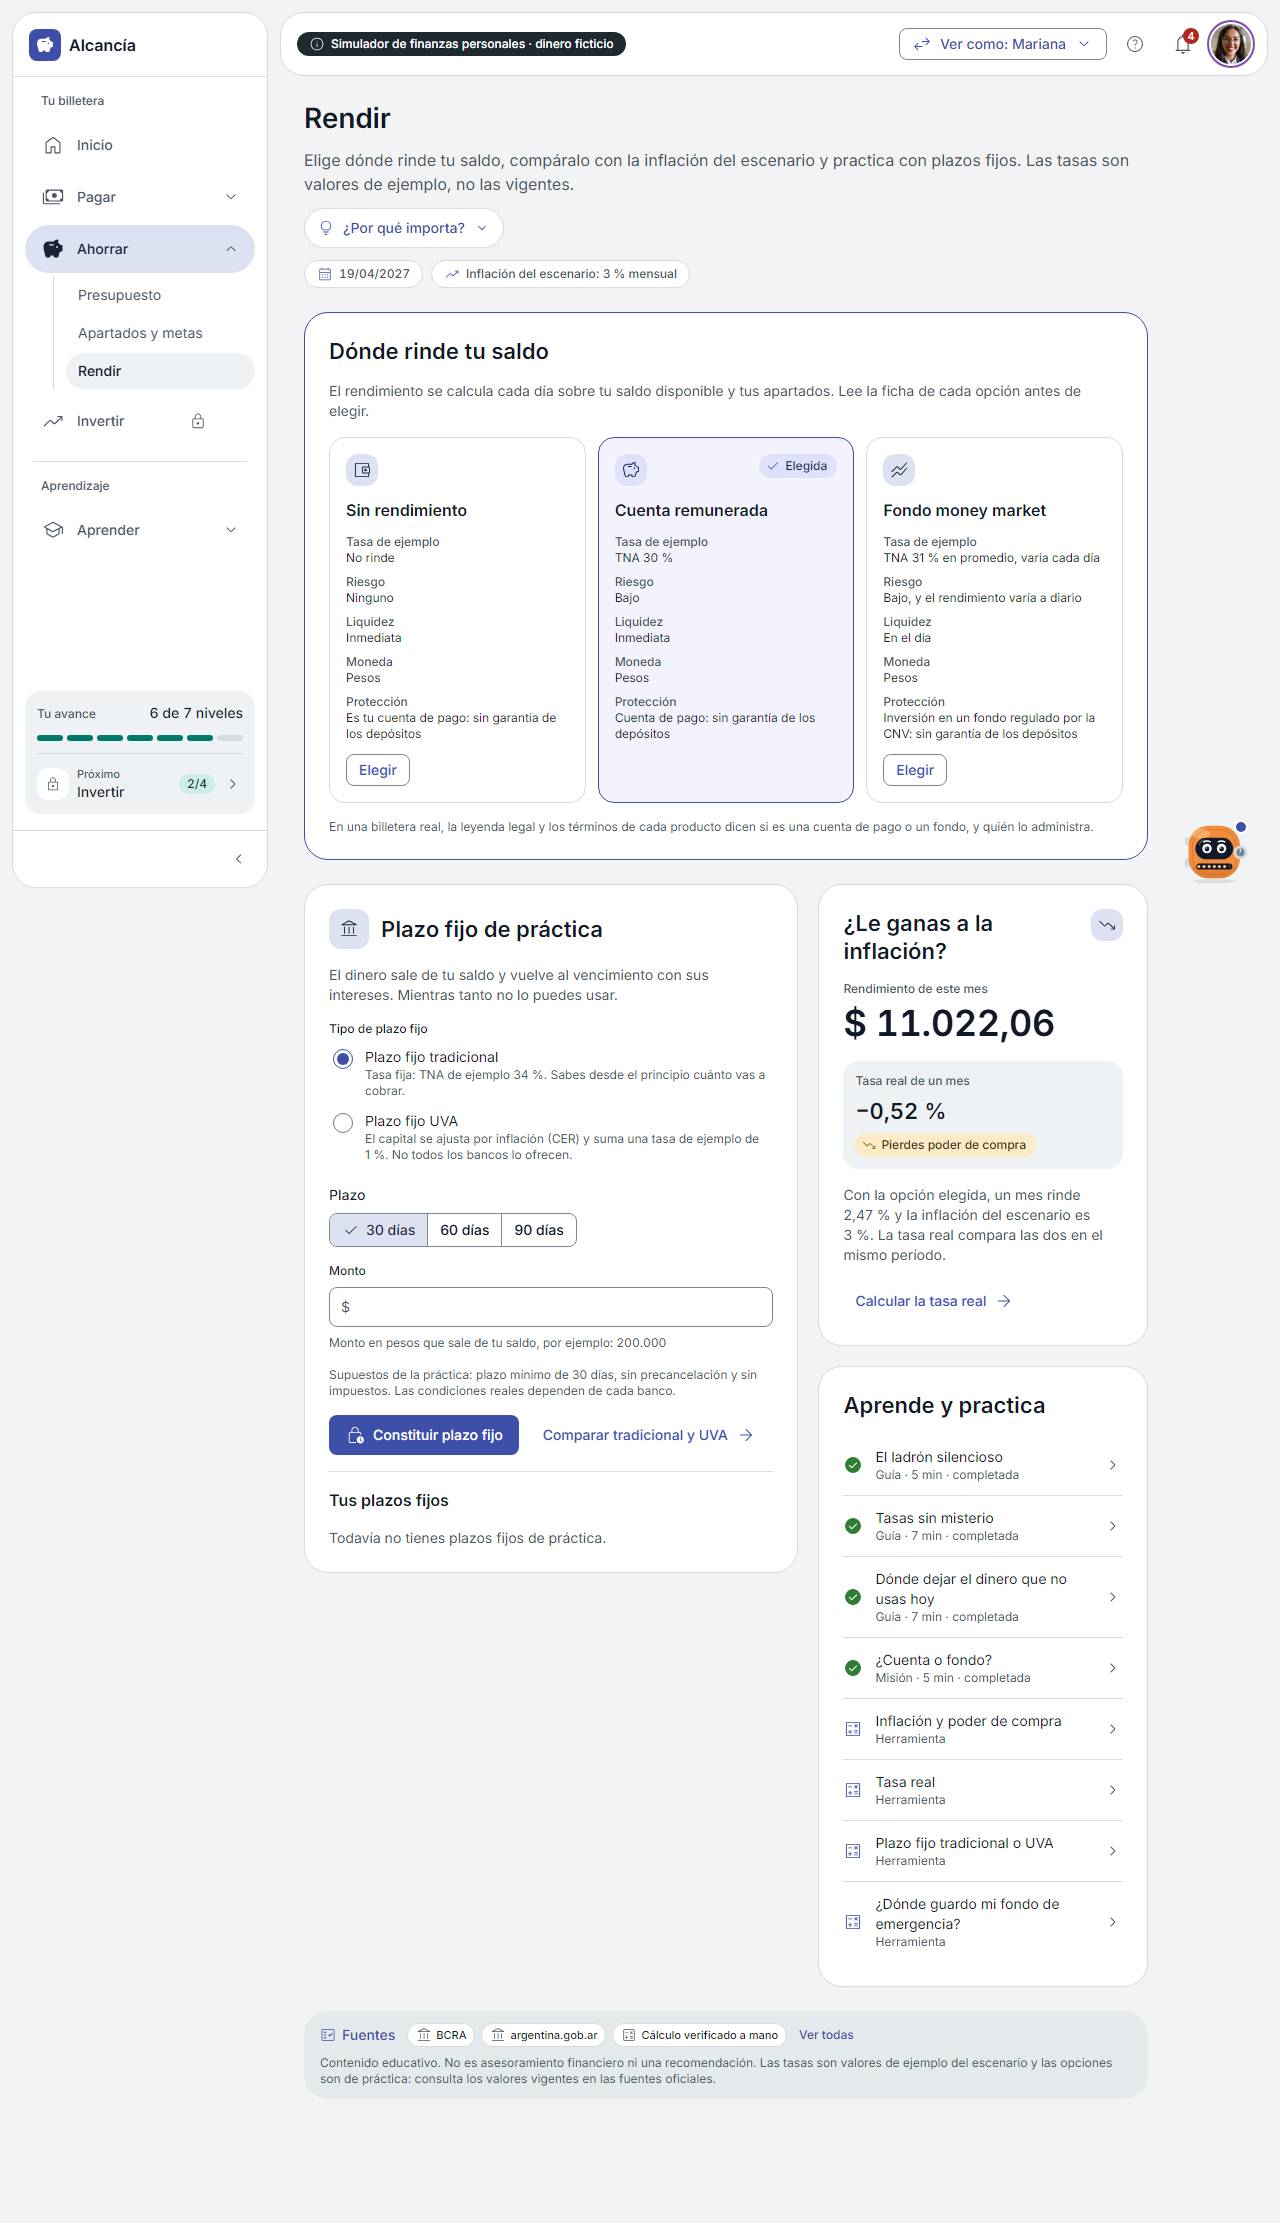 Alcancía
Simulador de finanzas personales · dinero ficticio
Ver como: Mariana
4
Tu billetera
Inicio
Pagar
Ahorrar
Presupuesto
Apartados y metas
Rendir
Invertir
Aprendizaje
Aprender
Tu avance
6 de 7 niveles
Próximo
Invertir
2/4
Rendir
Elige dónde rinde tu saldo, compáralo con la inflación del escenario y practica con plazos fijos. Las tasas son
valores de ejemplo, no las vigentes.
¿Por qué importa?
19/04/2027
Inflación del escenario: 3 % mensual
Dónde rinde tu saldo
El rendimiento se calcula cada día sobre tu saldo disponible y tus apartados. Lee la ficha de cada opción antes de
elegir.
Sin rendimiento
Tasa de ejemplo
No rinde
Riesgo
Ninguno
Liquidez
Inmediata
Moneda
Pesos
Protección
Es tu cuenta de pago: sin garantía de
los depósitos
Elegir
Elegida
Cuenta remunerada
Tasa de ejemplo
TNA 30 %
Riesgo
Bajo
Liquidez
Inmediata
Moneda
Pesos
Protección
Cuenta de pago: sin garantía de los
depósitos
Fondo money market
Tasa de ejemplo
TNA 31 % en promedio, varía cada día
Riesgo
Bajo, y el rendimiento varía a diario
Liquidez
En el día
Moneda
Pesos
Protección
Inversión en un fondo regulado por la
CNV: sin garantía de los depósitos
Elegir
En una billetera real, la leyenda legal y los términos de cada producto dicen si es una cuenta de pago o un fondo, y quién lo administra.
Plazo fijo de práctica
El dinero sale de tu saldo y vuelve al vencimiento con sus
intereses. Mientras tanto no lo puedes usar.
Tipo de plazo fijo
Plazo fijo tradicional
Tasa fija: TNA de ejemplo 34 %. Sabes desde el principio cuánto vas a
cobrar.
Plazo fijo UVA
El capital se ajusta por inflación (CER) y suma una tasa de ejemplo de
1 %. No todos los bancos lo ofrecen.
Plazo
30 días
60 días
90 días
Monto
$
Monto en pesos que sale de tu saldo, por ejemplo: 200.000
Supuestos de la práctica: plazo mínimo de 30 días, sin precancelación y sin
impuestos. Las condiciones reales dependen de cada banco.
Constituir plazo fijo
Comparar tradicional y UVA
Tus plazos fijos
Todavía no tienes plazos fijos de práctica.
¿Le ganas a la
inflación?
Rendimiento de este mes
$ 11.022,06
Tasa real de un mes
−0,52 %
Pierdes poder de compra
Con la opción elegida, un mes rinde
2,47 % y la inflación del escenario es
3 %. La tasa real compara las dos en el
mismo período.
Calcular la tasa real
Aprende y practica
El ladrón silencioso
Guía · 5 min · completada
Tasas sin misterio
Guía · 7 min · completada
Dónde dejar el dinero que no
usas hoy
Guía · 7 min · completada
¿Cuenta o fondo?
Misión · 5 min · completada
Inflación y poder de compra
Herramienta
Tasa real
Herramienta
Plazo fijo tradicional o UVA
Herramienta
¿Dónde guardo mi fondo de
emergencia?
Herramienta
Fuentes
BCRA
argentina.gob.ar
Cálculo verificado a mano
Ver todas
Contenido educativo. No es asesoramiento financiero ni una recomendación. Las tasas son valores de ejemplo del escenario y las opciones
son de práctica: consulta los valores vigentes en las fuentes oficiales.